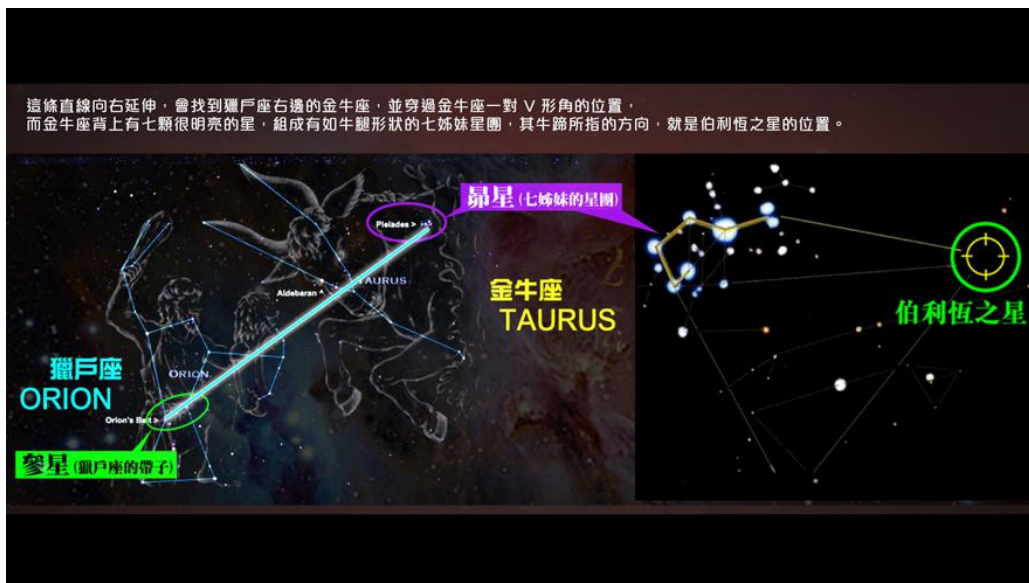 這條直線向右延伸，會找到獵戶座右邊的金牛座，並穿過金牛座一對 V 形角的位置，
而金牛座背上有七顆很明亮的星，組成有如牛腿形狀的七姊妹星團，其牛蹄所指的方向，就是伯利恆之星的位置。
昴星(七姊妹的星團)
Pleiades >
TAURUS
Aldebaran ^
金牛座
TAURUS
伯利恆之星
獵戶座
ORION
ORION
Orion's Belt >
參星(獵戶座的帶子)